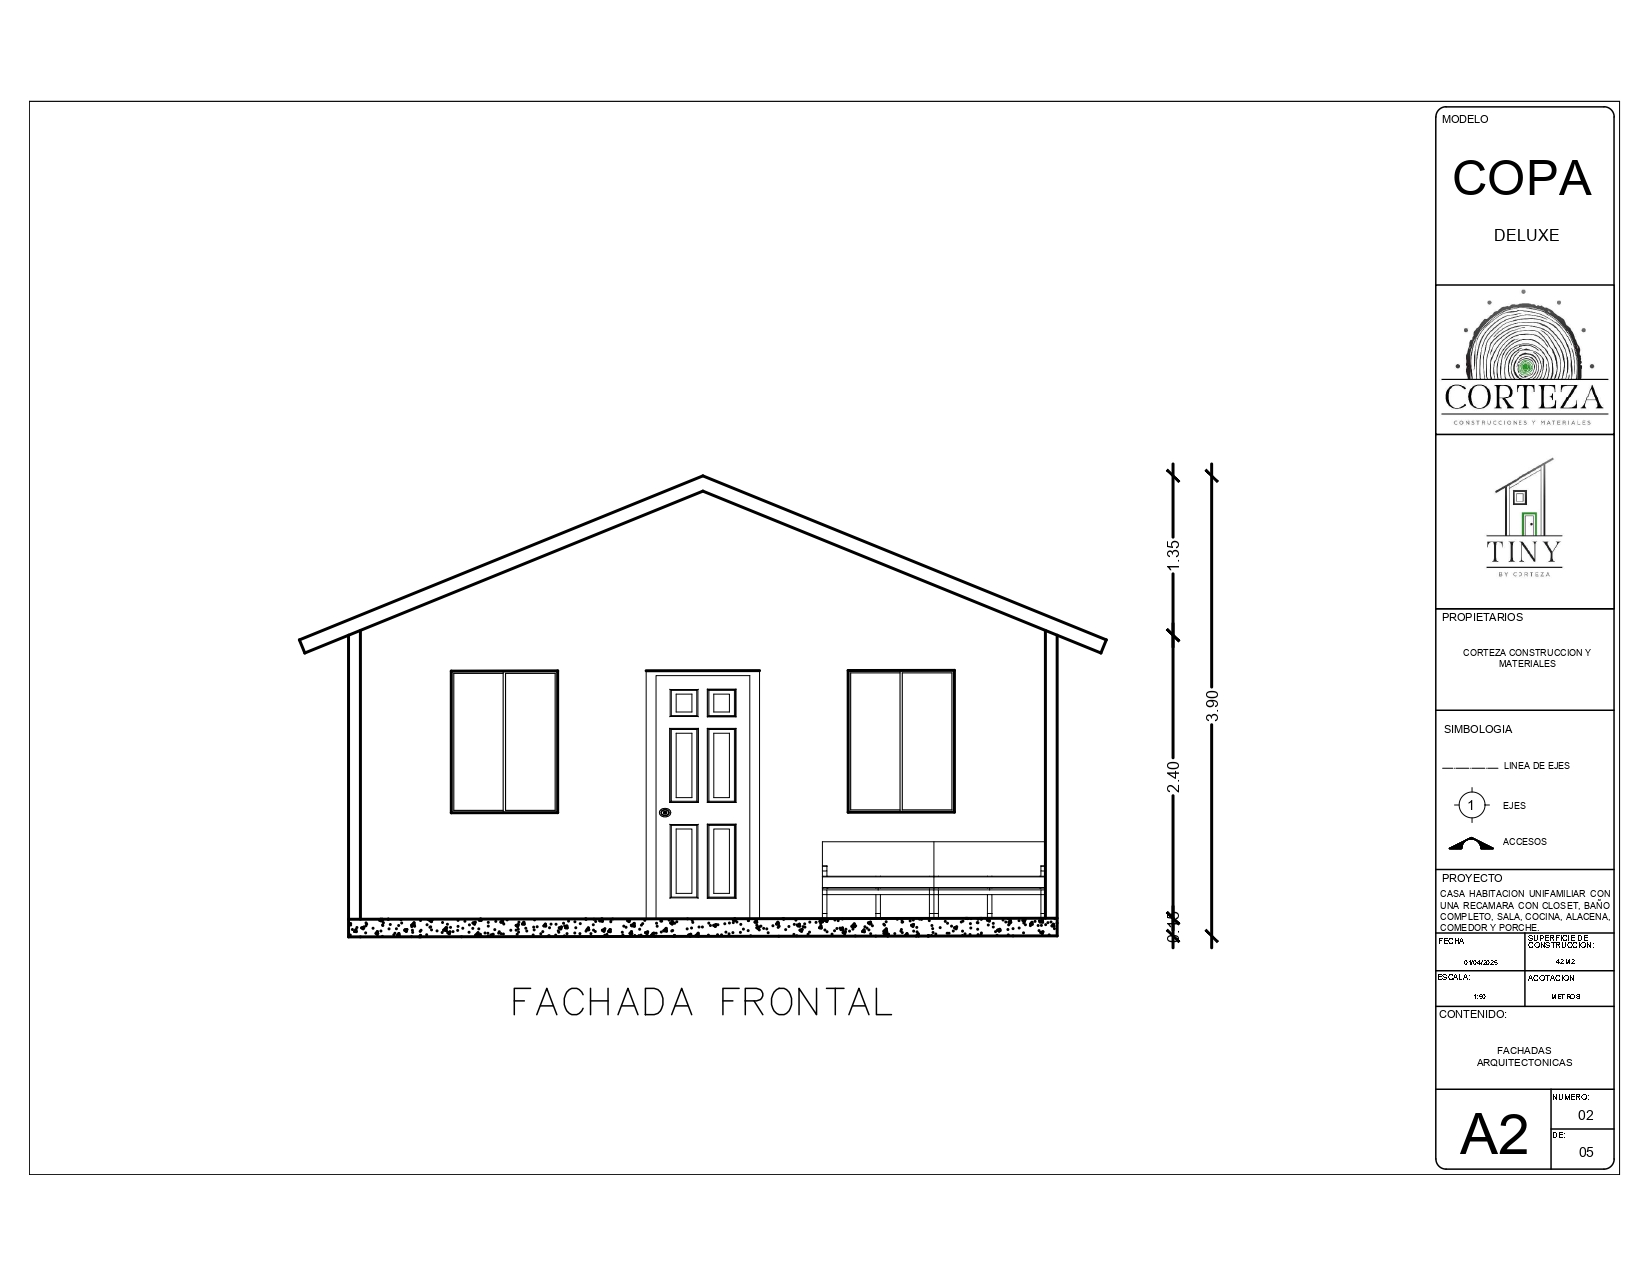 1.35
2.40
3.90
FACHADA FRONTAL
MODELO
COPA
DELUXE
CORTEZA
CONSTRUCCIONES Y MATERIALES
TINY
BY CORTEZA
PROPIETARIOS
CORTEZA CONSTRUCCION Y
MATERIALES
SIMBOLOGIA
LINEA DE EJES
1
EJES
ACCESOS
PROYECTO
CASA HABITACION UNIFAMILIAR CON
UNA RECAMARA CON CLOSET, BAÑO
COMPLETO, SALA, COCINA, ALACENA,
COMEDOR Y PORCHE.
FECHA
01/04/2025
SUPERFICIE DE
CONSTRUCCION:
42 M2
ESCALA:
1:50
ACOTACION
METROS
CONTENIDO:
FACHADAS
ARQUITECTONICAS
A2
NUMERO:
02
DE:
05